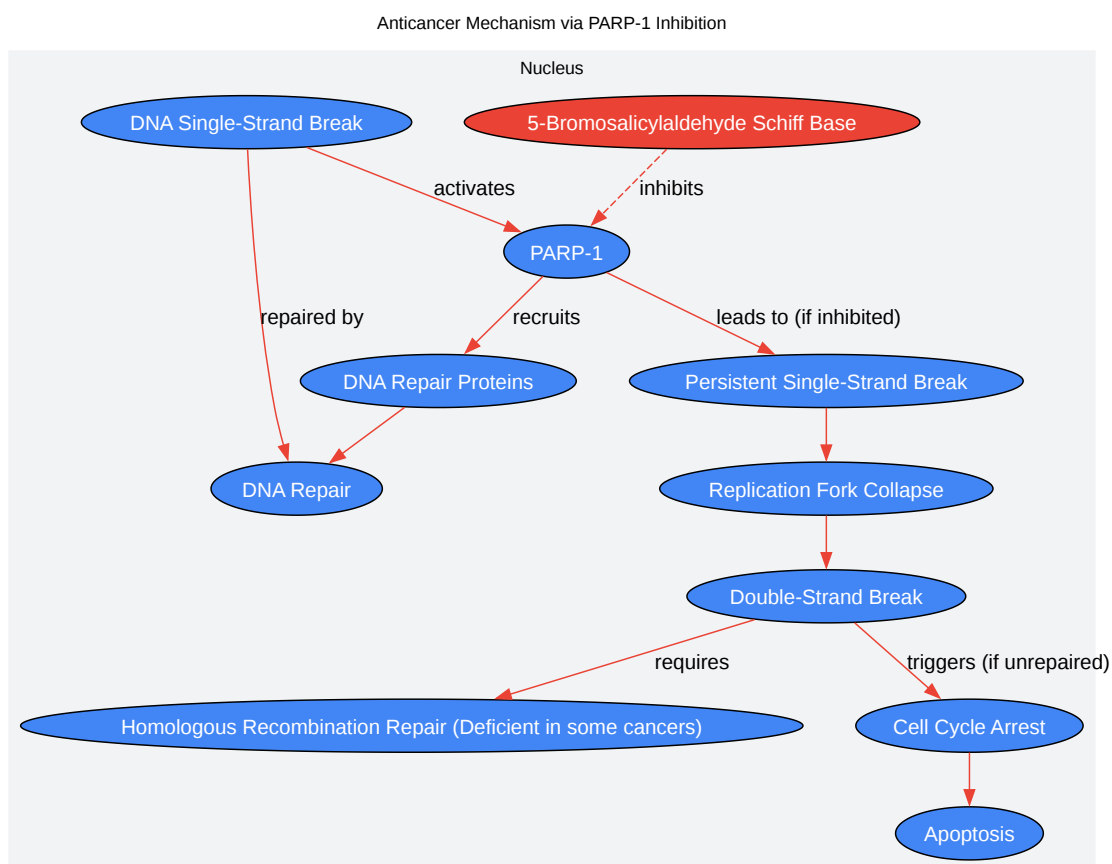 Anticancer Mechanism via PARP-1 Inhibition
Nucleus
DNA Single-Strand Break
5-Bromosalicylaldehyde Schiff Base
activates
inhibits
PARP-1
repaired by
recruits
leads to (if inhibited)
DNA Repair Proteins
Persistent Single-Strand Break
DNA Repair
Replication Fork Collapse
Double-Strand Break
requires
triggers (if unrepaired)
Homologous Recombination Repair (Deficient in some cancers)
Cell Cycle Arrest
Apoptosis